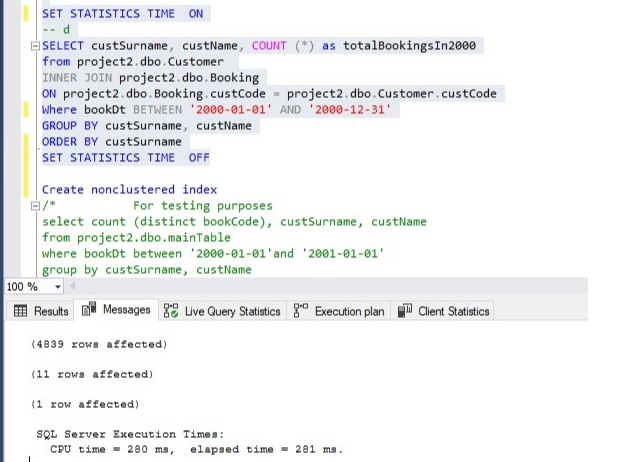 SET STATISTICS TIME  ON
-- d
SELECT custSurname, custName, COUNT (*) as totalBookingsIn2000
from project2.dbo.Customer
INNER JOIN project2.dbo.Booking
ON project2.dbo.Booking.custCode = project2.dbo.Customer.custCode
Where bookDt BETWEEN '2000-01-01' AND '2000-12-31'
GROUP BY custSurname, custName
ORDER BY custSurname
SET STATISTICS TIME  OFF
Create nonclustered index
/*          For testing purposes
select count (distinct bookCode), custSurname, custName
from project2.dbo.mainTable
where bookDt between '2000-01-01'and '2001-01-01'
group by custSurname, custName
100 %
Results Messages Live Query Statistics Execution plan Client Statistics
(4839 rows affected)
(11 rows affected)
(1 row affected)
SQL Server Execution Times:
CPU time = 280 ms,  elapsed time = 281 ms.